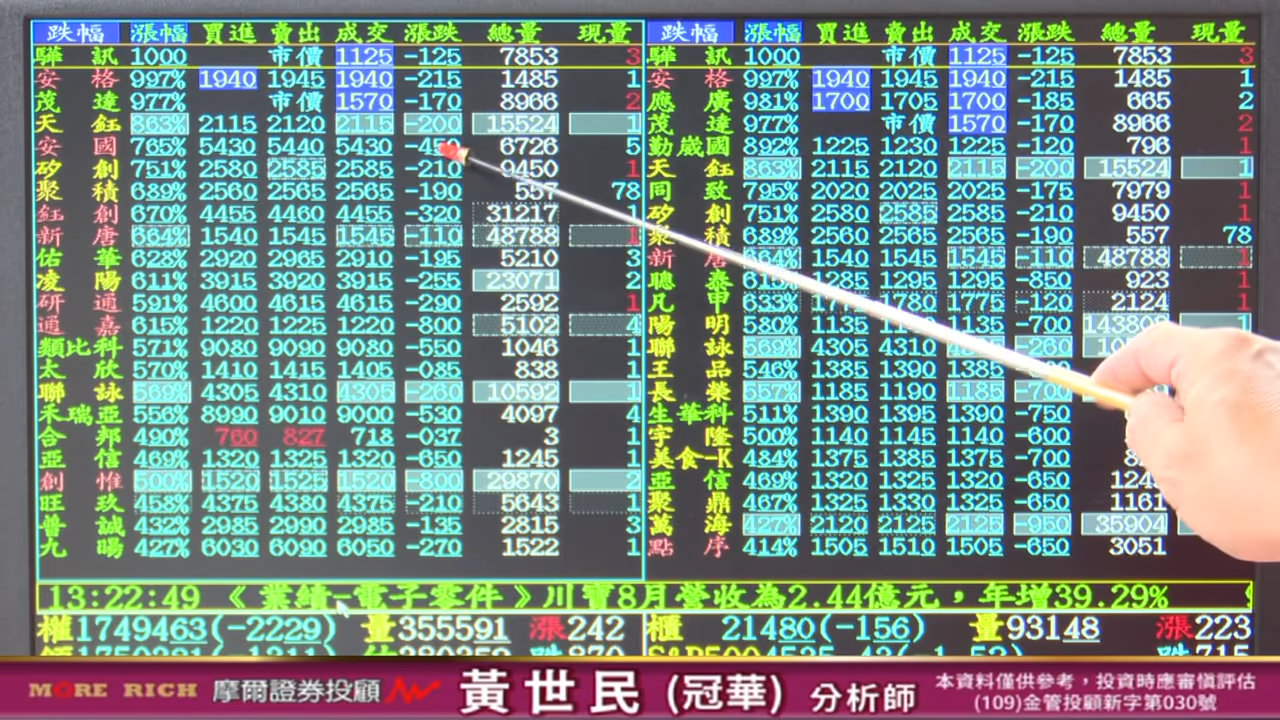 跌幅 漲幅 買進 賣出 成交 漲跌 總量 現量 跌幅 漲幅 買進 賣出 成交 漲跌 總量 現量
驊訊 1000 市價 1125 -125 7853 3 驊訊 1000 市價 1125 -125 7853 3
安格 997% 1940 1945 1940 -215 1485 1 安格 997% 1940 1945 1940 -215 1485 1
茂達 977% 市價 1570 -170 8966 2 應廣 981% 1700 1705 1700 -185 665 2
天鈺 863% 2115 2120 2115 -200 15524 1 茂達 977% 市價 1570 -170 8966 2
安國 765% 5430 5440 5430 6726 5 勤崴國 892% 1225 1230 1225 -120 796 1
矽創 751% 2580 2585 2585 -210 9450 1 天鈺 863% 2115 2120 2115 -200 15524 1
聚積 689% 2560 2565 2565 -190 557 78 同致 795% 2020 2025 2025 -175 7979 1
鈺創 670% 4455 4460 4455 -320 31217 矽創 751% 2580 2585 2585 -210 9450 1
新唐 664% 1540 1545 1545 -110 48788 1 聚積 689% 2560 2565 2565 -190 557 78
佑華 628% 2920 2965 2910 -195 5210 3 新唐 664% 1540 1545 1545 -110 48788 1
凌陽 611% 3915 3920 3915 -255 23071 2 聰泰 1285 1295 923 1
研通 591% 4600 4615 4615 -290 2592 1 凡甲 633% 1780 1775 -120 2124 1
通嘉 615% 1220 1225 1220 -800 5102 4 陽明 580% 1135 1135 -700 1
類比科 571% 9080 9090 9080 -550 1046 1 聯詠 569% 4305 4310 -260
太欣 570% 1410 1415 1405 -085 838 1 王品 546% 1385 1390 1385
聯詠 569% 4305 4310 4305 -260 10592 1 長榮 557% 1185 1190 1185
禾瑞亞 556% 8990 9010 9000 -530 4097 4 生華科 511% 1390 1395 1395 -750
合邦 490% 760 827 718 -037 3 1 宇隆 500% 1140 1145 1140 -600
亞信 469% 1320 1325 1320 -650 1245 1 美食-K 484% 1375 1385 1375
創惟 500% 1520 1525 1520 -800 29870 2 亞信 469% 1320 1325 1320 -650
旺玖 458% 4375 4380 4375 -210 5643 1 聚鼎 467% 1325 1330 1325 -650 1161
普誠 432% 2985 2990 2985 -135 2815 3 萬海 427% 2120 2125 2125 -950 35904
九暘 427% 6030 6090 6050 -270 1522 1 點序 414% 1505 1510 1505 -650 3051
13:22:49 《業績-電子零件》川寶8月營收為2.44億元，年增39.29%
權1749463(-2229) 量355591 漲242 櫃 21480(-156) 量93148 漲223
MORE RICH 摩爾證券投顧 黃世民(冠華) 分析師
本資料僅供參考，投資時應審慎評估
(109)金管投顧新字第030號